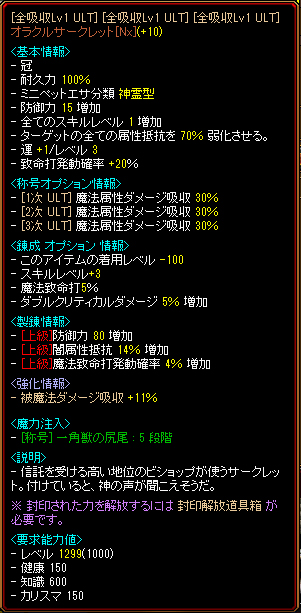 [全吸収Lv1 ULT] [全吸収Lv1 ULT] [全吸収Lv1 ULT]
オラクルサークレット[Nx](+10)
<基本情報>
- 冠
- 耐久力 100%
- ミニペットエサ分類 神霊型
- 防御力 15 増加
- 全てのスキルレベル 1 増加
- ターゲットの全ての属性抵抗を 70% 弱化させる。
- 運 +1/レベル 3
- 致命打発動確率 +20%
<称号オプション情報>
- [1次 ULT] 魔法属性ダメージ吸収 30%
- [2次 ULT] 魔法属性ダメージ吸収 30%
- [3次 ULT] 魔法属性ダメージ吸収 30%
<錬成 オプション 情報>
- このアイテムの着用レベル -100
- スキルレベル+3
- 魔法致命打5%
- ダブルクリティカルダメージ 5% 増加
<製錬情報>
- [上級]防御力 80 増加
- [上級]闇属性抵抗 14% 増加
- [上級]魔法致命打発動確率 4% 増加
<強化情報>
- 被魔法ダメージ吸収 +11%
<魔力注入>
- [称号] 一角獣の尻尾 : 5 段階
<説明>
- 信託を受ける高い地位のビショップが使うサークレッ
ト。付けていると、神の声が聞こえそうだ。
※ 封印された力を解放するには 封印解放道具箱 が
必要です。
<要求能力値>
- レベル 1299(1000)
- 健康 150
- 知識 600
- カリスマ 150